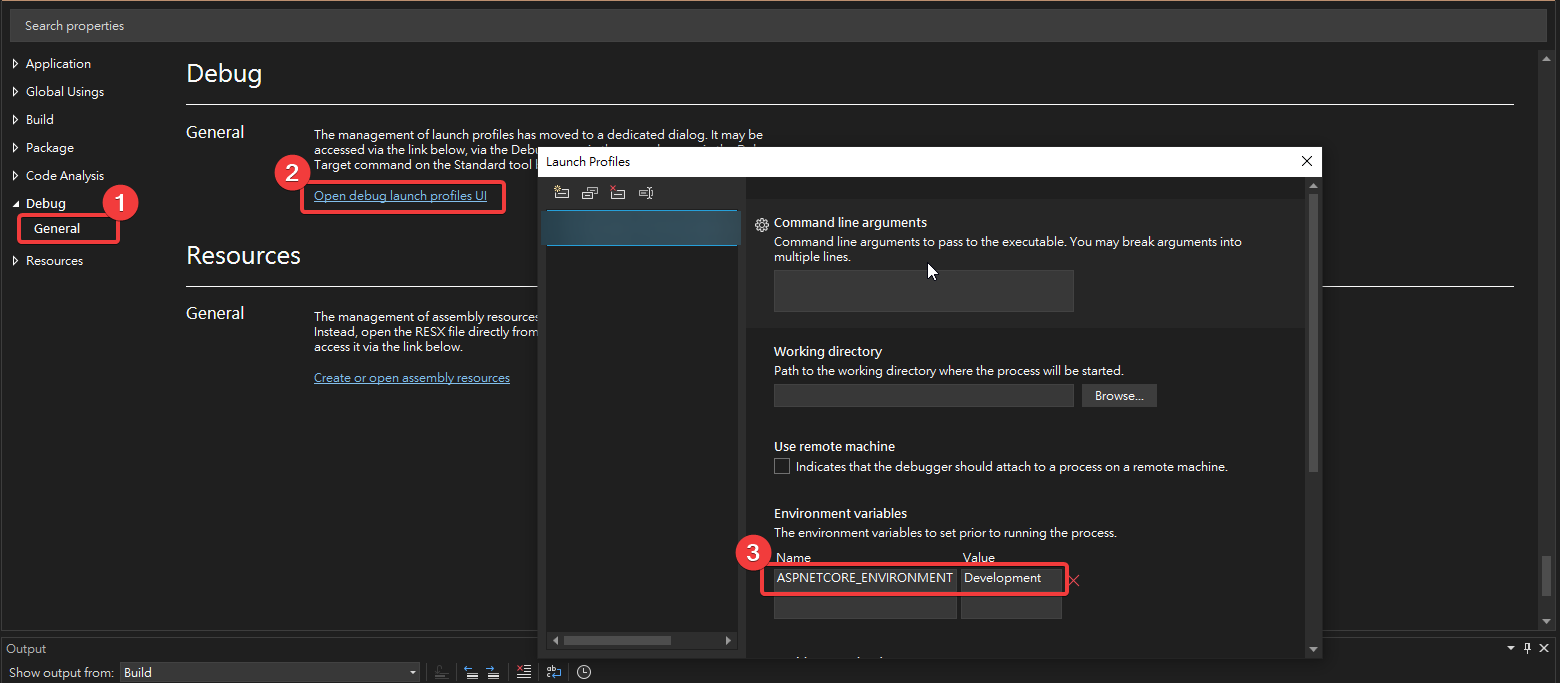 Search properties
Application
Global Usings
Build
Package
Code Analysis
Debug
General
Resources
1
Debug
General
The management of launch profiles has moved to a dedicated dialog. It may be
accessed via the link below, via the Debu
Target command on the Standard tool
2
Open debug launch profiles UI
Resources
General
The management of assembly resources
Instead, open the RESX file directly from
access it via the link below.
Create or open assembly resources
Launch Profiles
Command line arguments
Command line arguments to pass to the executable. You may break arguments into
multiple lines.
Working directory
Path to the working directory where the process will be started.
Browse...
Use remote machine
Indicates that the debugger should attach to a process on a remote machine.
Environment variables
The environment variables to set prior to running the process.
3
Name Value
ASPNETCORE_ENVIRONMENT Development
Output
Show output from: Build